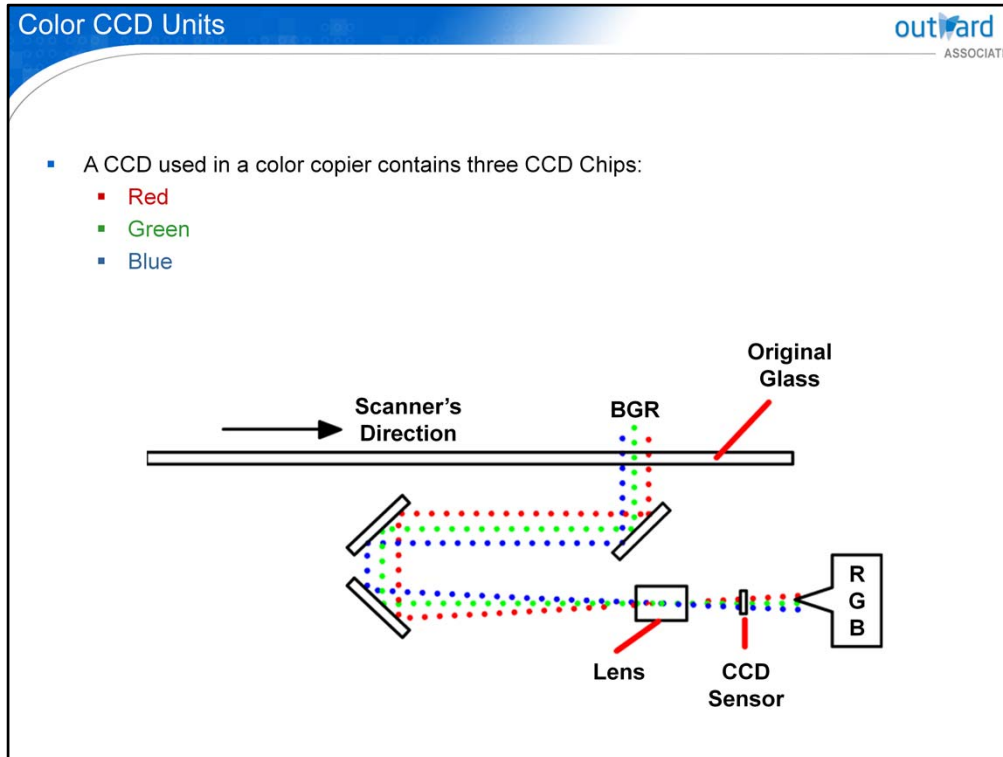 Color CCD Units
outward
ASSOCIAT
A CCD used in a color copier contains three CCD Chips:
Red
Green
Blue
Original
Glass
Scanner's
Direction
BGR
R
G
B
Lens
CCD
Sensor